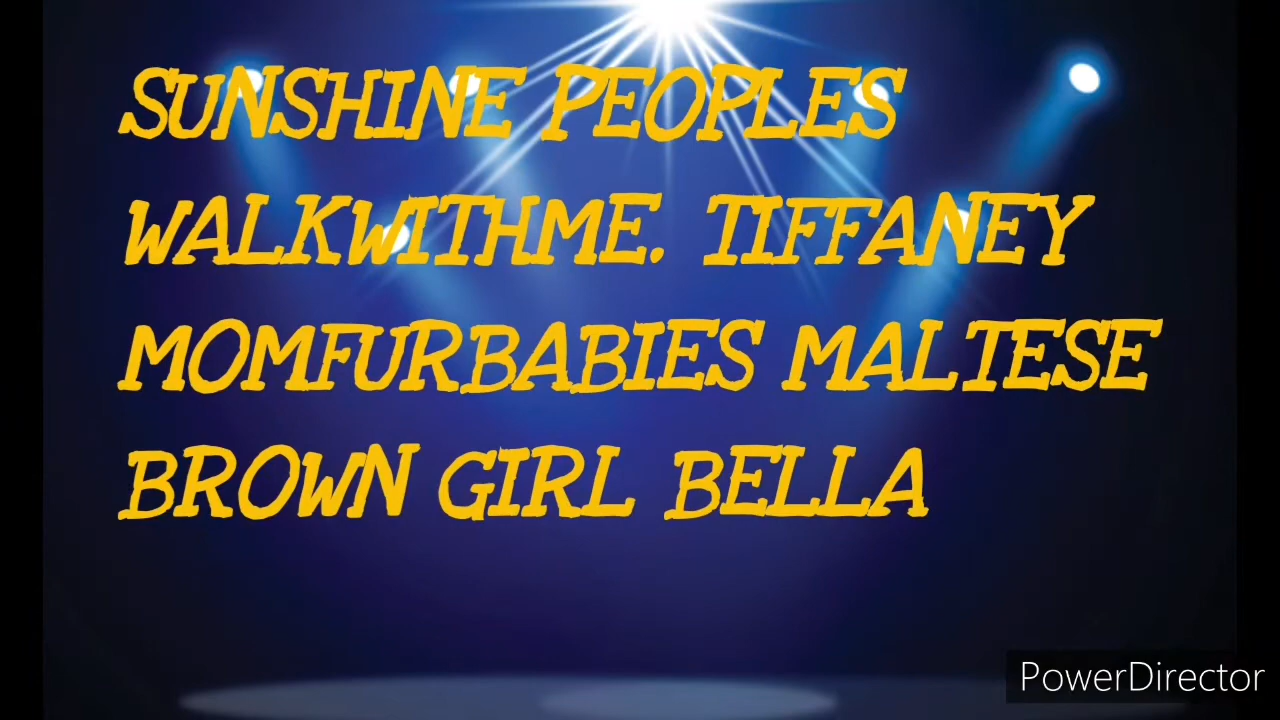 SUNSHINE PEOPLES
WALKWITHME. TIFFANEY
MOMFURBABIES MALTESE
BROWN GIRL BELLA
PowerDirector